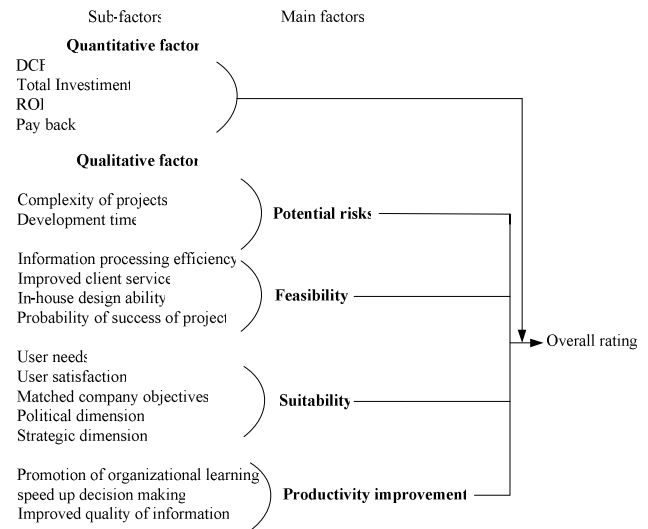 Sub-factors Main factors
Quantitative factor
DCF
Total Investment
ROI
Pay back
Qualitative factor
Complexity of projects
Development time
Potential risks
Information processing efficiency
Improved client service
In-house design ability
Probability of success of project
Feasibility
Overall rating
User needs
User satisfaction
Matched company objectives
Political dimension
Strategic dimension
Suitability
Promotion of organizational learning
speed up decision making
Improved quality of information
Productivity improvement